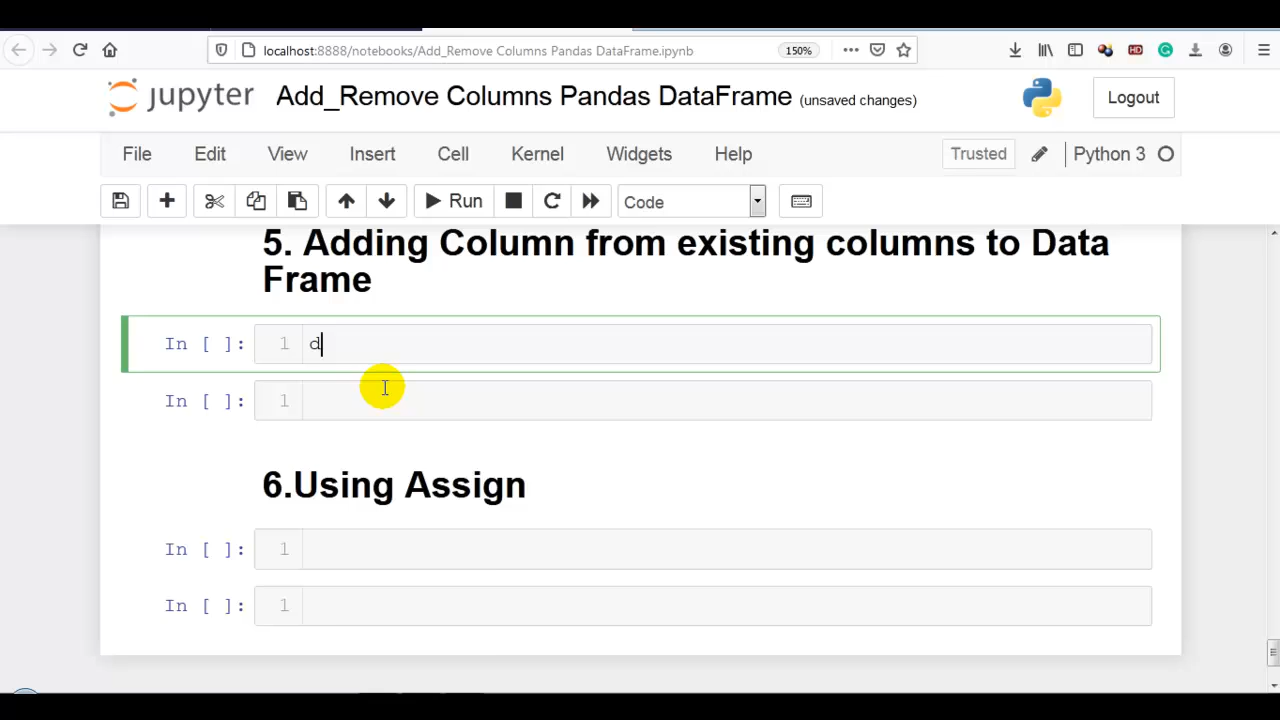 localhost:8888/notebooks/Add_Remove Columns Pandas DataFrame.ipynb 150% HD
jupyter Add_Remove Columns Pandas DataFrame (unsaved changes) Logout
File Edit View Insert Cell Kernel Widgets Help Trusted Python 3
Run Code
5. Adding Column from existing columns to Data
Frame
In [ ]: 1 d
In [ ]: 1
6.Using Assign
In [ ]: 1
In [ ]: 1